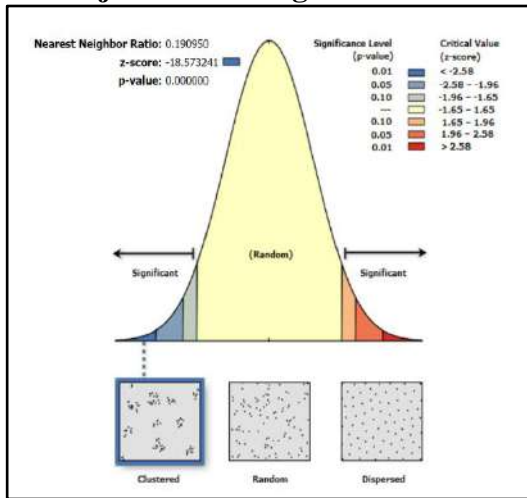 Nearest Neighbor Ratio: 0.190950
z-score: -18.573241
p-value: 0.000000
Significance Level
(p-value)
Critical Value
(z-score)
0.01 < -2.58
0.05 -2.58 – -1.96
0.10 -1.96 – -1.65
— -1.65 – 1.65
0.10 1.65 – 1.96
0.05 1.96 – 2.58
0.01 > 2.58
(Random)
Significant
Significant
Clustered
Random
Dispersed